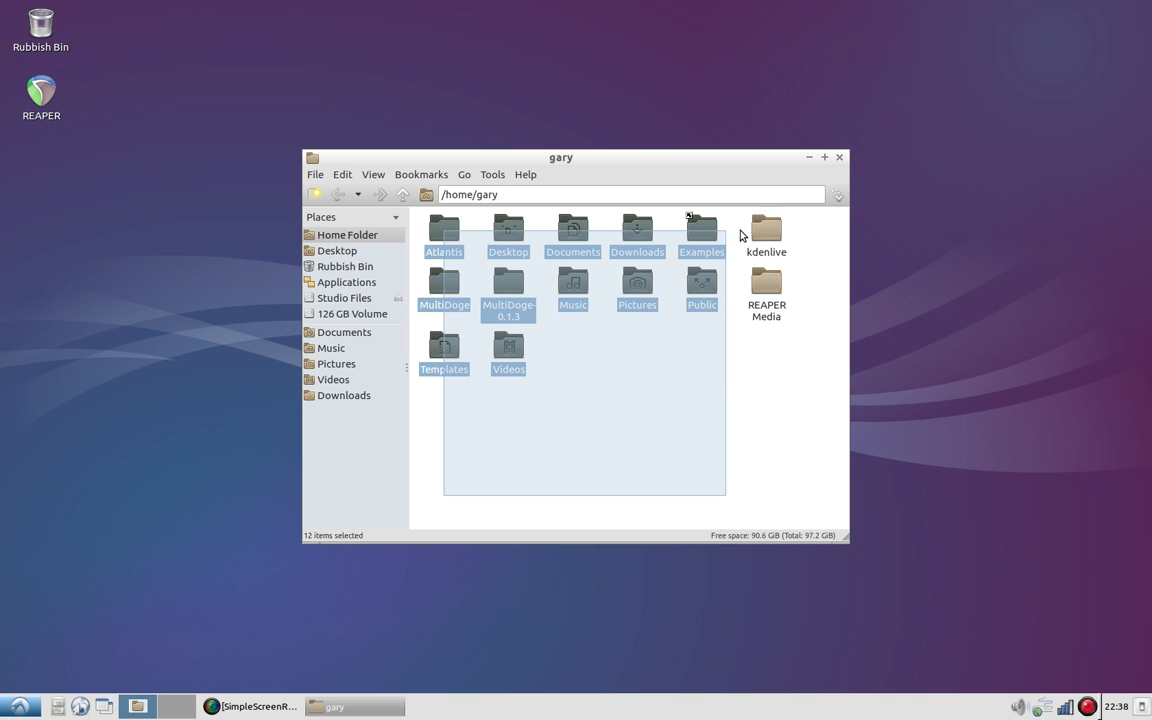 Rubbish Bin
REAPER
gary
File Edit View Bookmarks Go Tools Help
/home/gary
Places
Home Folder
Desktop
Rubbish Bin
Applications
Studio Files
126 GB Volume
Documents
Music
Pictures
Videos
Downloads
Atlantis Desktop Documents Downloads Examples kdenlive
MultiDoge MultiDoge-
0.1.3 Music Pictures Public REAPER
Media
Templates Videos
12 items selected Free space: 90.6 GiB (Total: 97.2 GiB)
[SimpleScreenR... gary 22:38